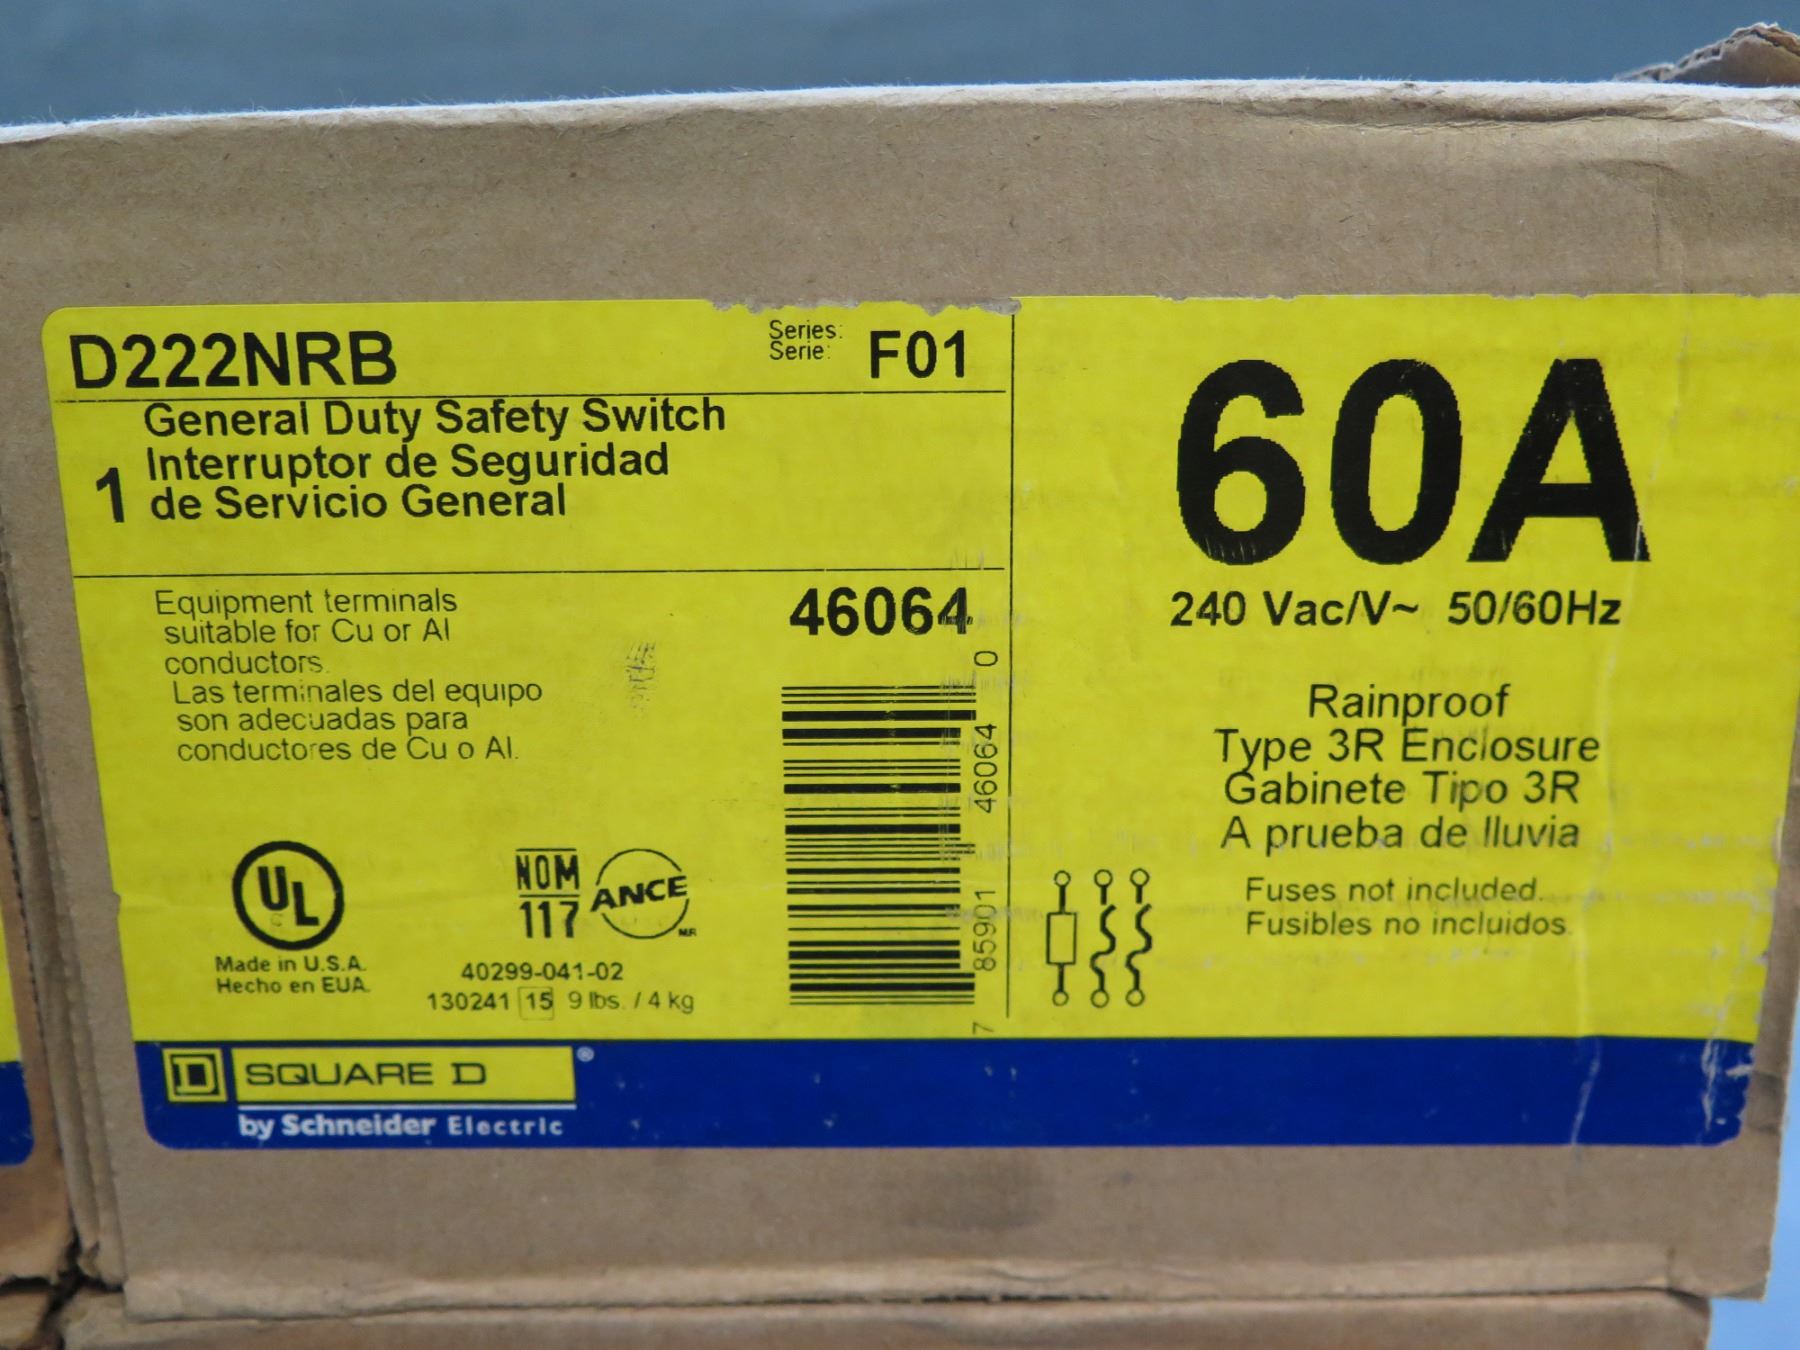 D222NRB
Series:
Serie:
F01
1
General Duty Safety Switch
Interruptor de Seguridad
de Servicio General
Equipment terminals
suitable for Cu or Al
conductors.
Las terminales del equipo
son adecuadas para
conductores de Cu o Al.
46064
7 85901 46064 0
UL
Made in U.S.A.
Hecho en EUA.
NOM
117
ANCE
MR
40299-041-02
130241 15 9 lbs. / 4 kg
60A
240 Vac/V~ 50/60Hz
Rainproof
Type 3R Enclosure
Gabinete Tipo 3R
A prueba de lluvia
Fuses not included.
Fusibles no incluidos.
D SQUARE D ®
by Schneider Electric